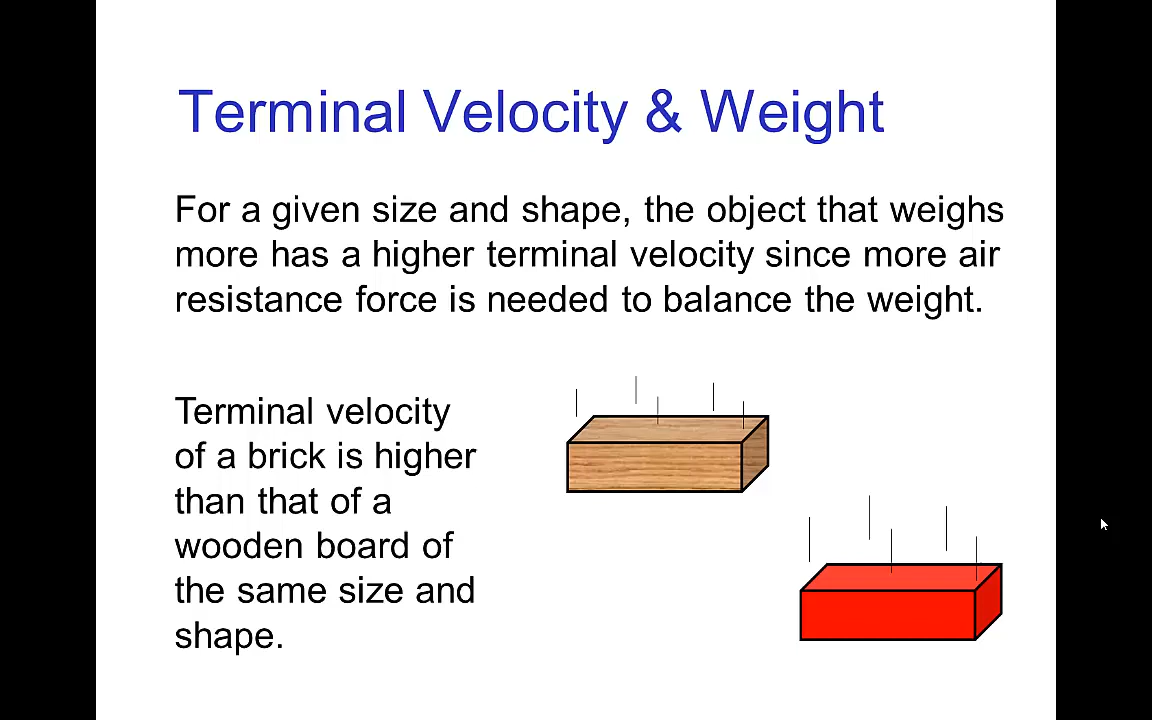 Terminal Velocity & Weight
For a given size and shape, the object that weighs
more has a higher terminal velocity since more air
resistance force is needed to balance the weight.
Terminal velocity
of a brick is higher
than that of a
wooden board of
the same size and
shape.